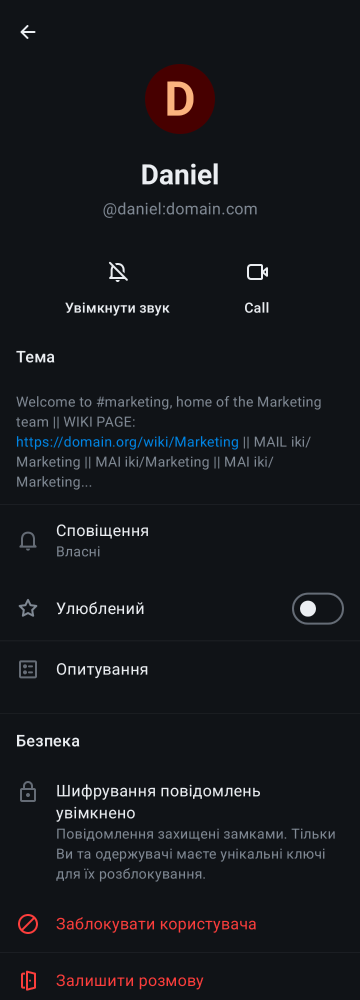 D
Daniel
@daniel:domain.com
Увімкнути звук
Call
Тема
Welcome to #marketing, home of the Marketing
team || WIKI PAGE:
https://domain.org/wiki/Marketing || MAIL iki/
Marketing || MAI iki/Marketing || MAI iki/
Marketing...
Сповіщення
Власні
Улюблений
Опитування
Безпека
Шифрування повідомлень
увімкнено
Повідомлення захищені замками. Тільки
Ви та одержувачі маєте унікальні ключі
для їх розблокування.
Заблокувати користувача
Залишити розмову